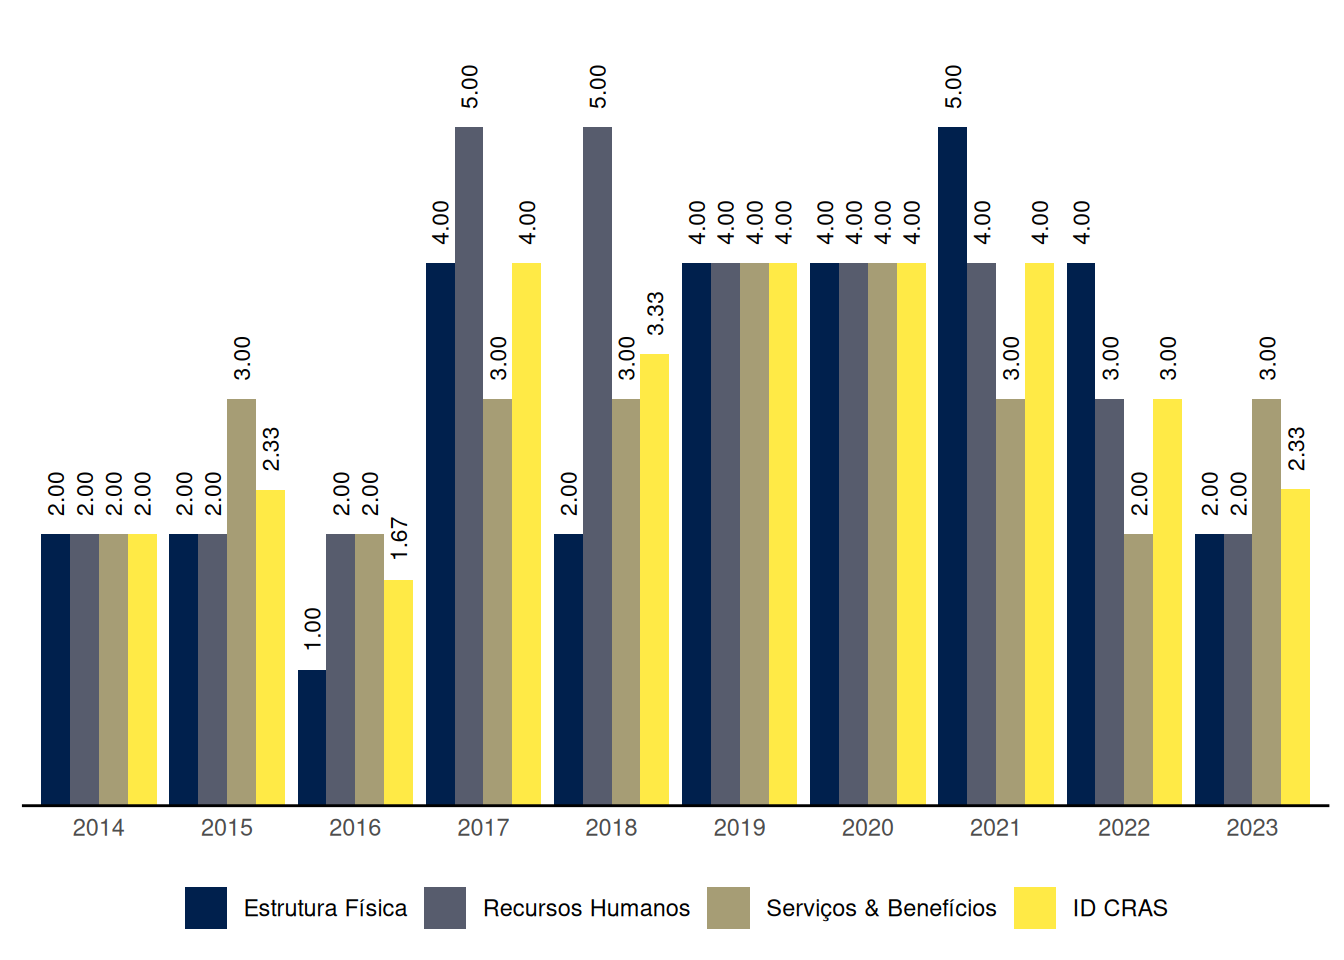 2.00 2.00 2.00 2.00
2.00 2.00 3.00 2.33
1.00 2.00 2.00 1.67
4.00 5.00 3.00 4.00
2.00 5.00 3.00 3.33
4.00 4.00 4.00 4.00
4.00 4.00 4.00 4.00
5.00 4.00 3.00 4.00
4.00 3.00 2.00 3.00
2.00 2.00 3.00 2.33
2014 2015 2016 2017 2018 2019 2020 2021 2022 2023
Estrutura Física Recursos Humanos Serviços & Benefícios ID CRAS